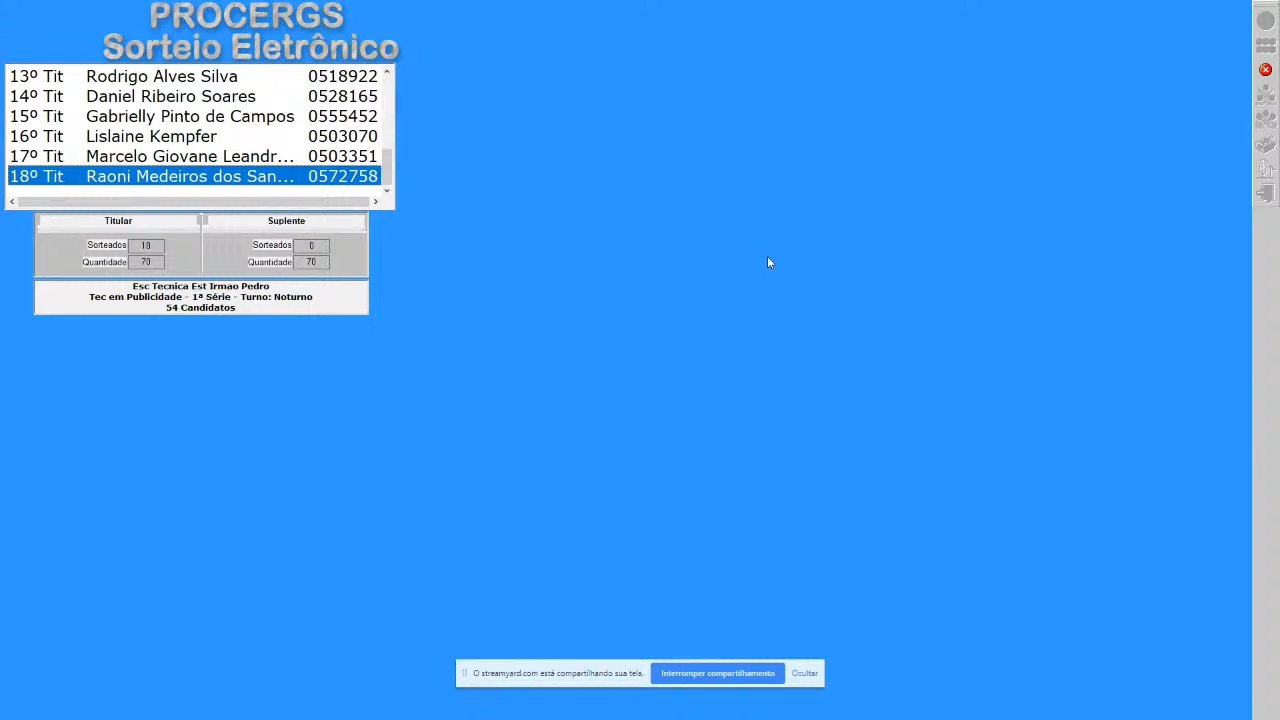 PROCERGS
Sorteio Eletrônico
13º Tit Rodrigo Alves Silva 0518922
14º Tit Daniel Ribeiro Soares 0528165
15º Tit Gabrielly Pinto de Campos 0555452
16º Tit Lislaine Kempfer 0503070
17º Tit Marcelo Giovane Leandr... 0503351
18º Tit Raoni Medeiros dos San... 0572758
Titular Suplente
Sorteados 18 Sorteados 0
Quantidade 70 Quantidade 70
Esc Tecnica Est Irmao Pedro
Tec em Publicidade - 1ª Série - Turno: Noturno
54 Candidatos
O streamyard.com está compartilhando sua tela. Interromper compartilhamento Ocultar